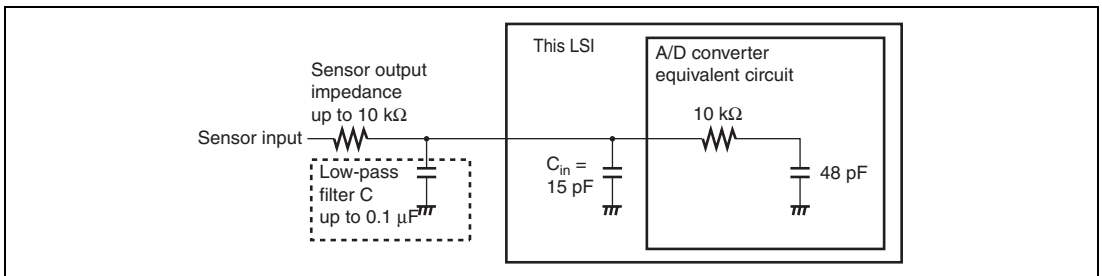 This LSI
A/D converter
equivalent circuit
Sensor output
impedance
up to 10 kΩ
10 kΩ
Sensor input
Low-pass
filter C
up to 0.1 μF
Cin =
15 pF
48 pF